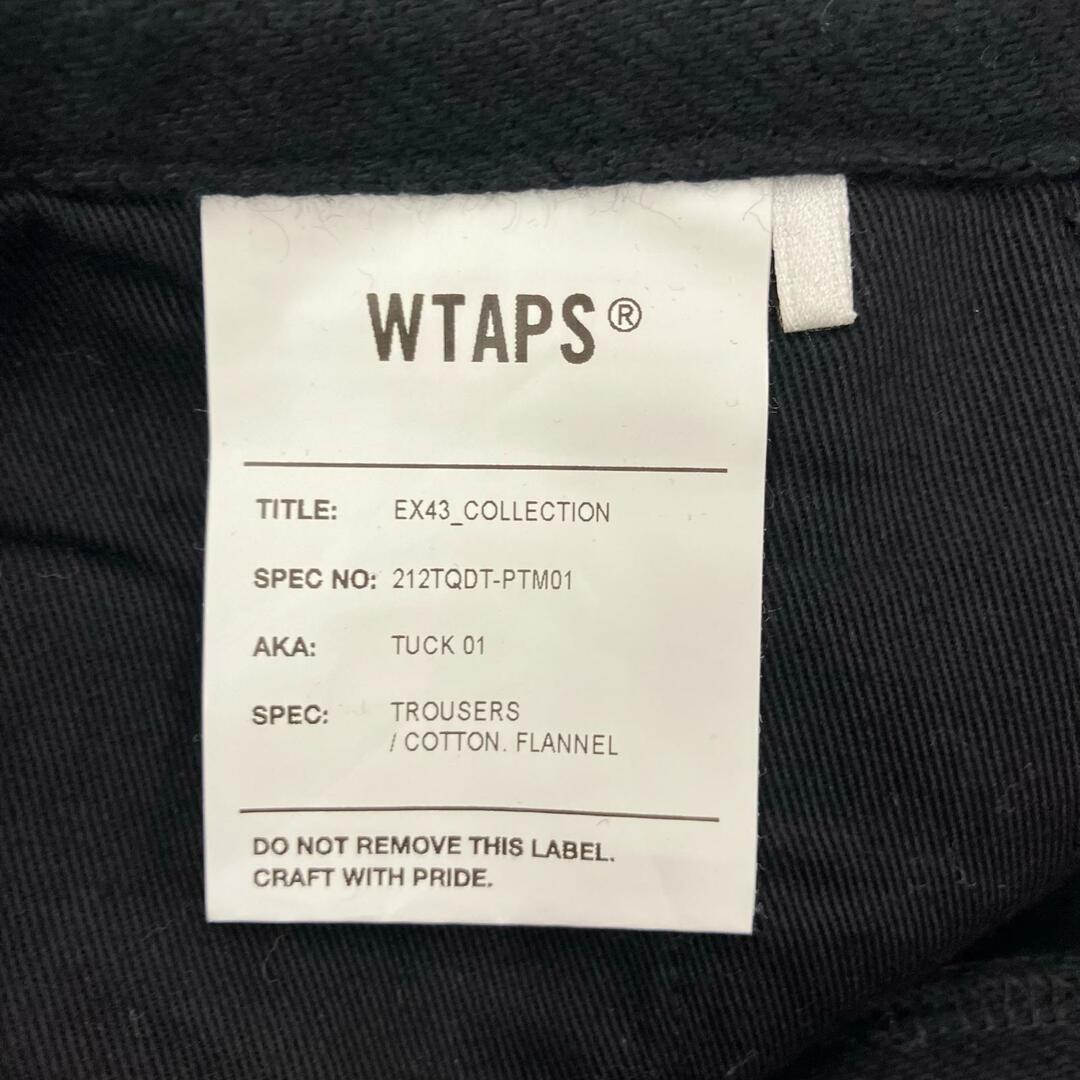 WTAPS®
TITLE: EX43_COLLECTION
SPEC NO: 212TQDT-PTM01
AKA: TUCK 01
SPEC: TROUSERS
/ COTTON. FLANNEL
DO NOT REMOVE THIS LABEL.
CRAFT WITH PRIDE.